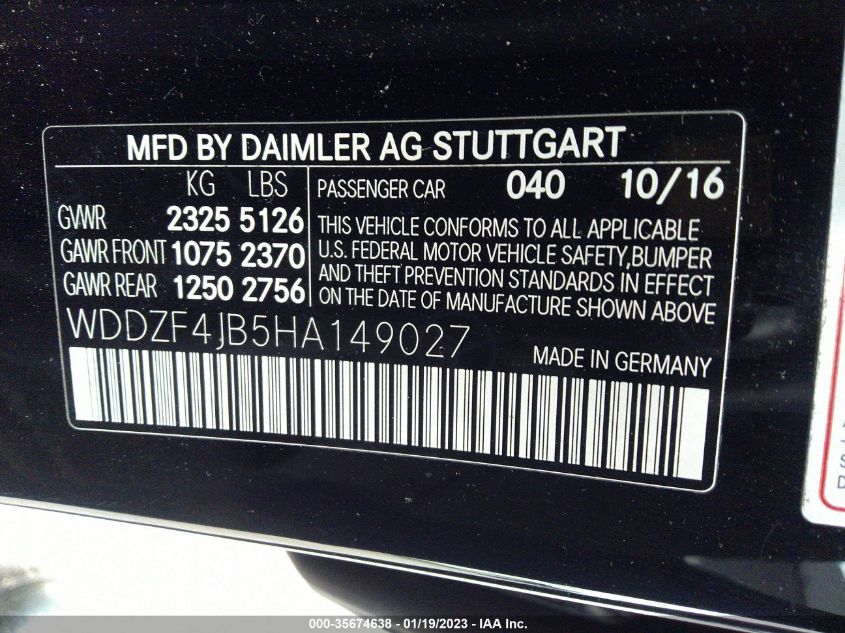 MFD BY DAIMLER AG STUTTGART
KG LBS
GVWR 2325 5126
GAWR FRONT 1075 2370
GAWR REAR 1250 2756
PASSENGER CAR 040 10/16
THIS VEHICLE CONFORMS TO ALL APPLICABLE
U.S. FEDERAL MOTOR VEHICLE SAFETY,BUMPER
AND THEFT PREVENTION STANDARDS IN EFFECT
ON THE DATE OF MANUFACTURE SHOWN ABOVE
WDDZF4JB5HA149027
MADE IN GERMANY
000-35674638 - 01/19/2023 - IAA Inc.